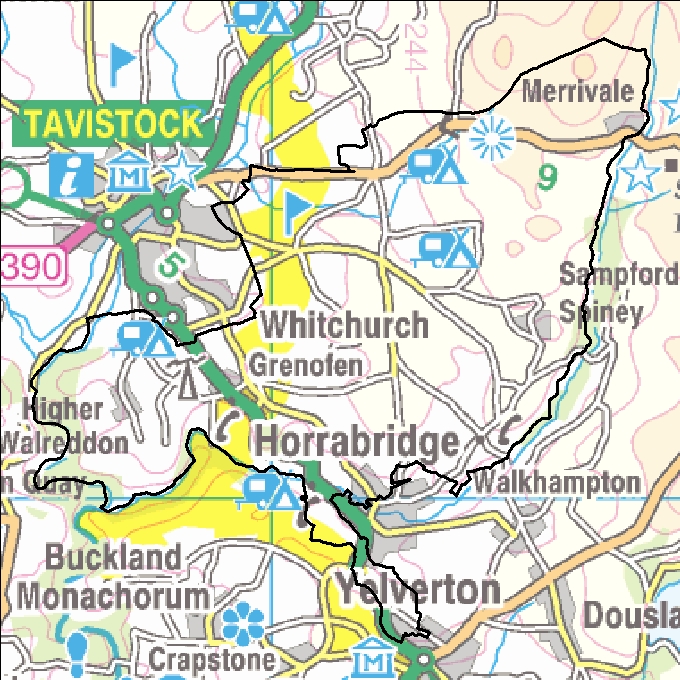 244
Merrivale
TAVISTOCK
i
9
390
5
Sampford
Spiney
Whitchurch
Grenofen
Higher
Walreddon
m Quay
Horrabridge
Walkhampton
Buckland
Monachorum
Yelverton
Dousla
Crapstone